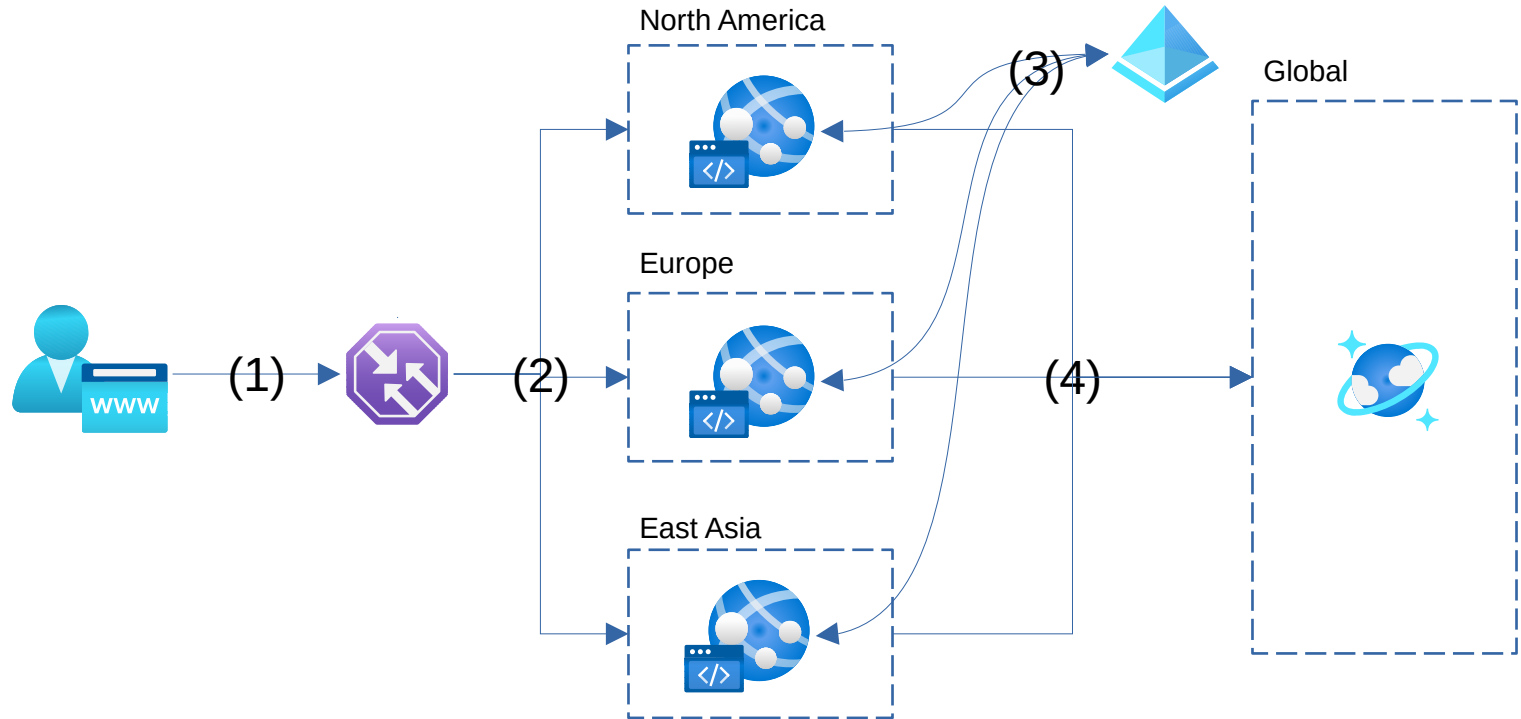 North America
(3)
Global
Europe
www
(1)
(2)
</>
(4)
East Asia
</>
</>